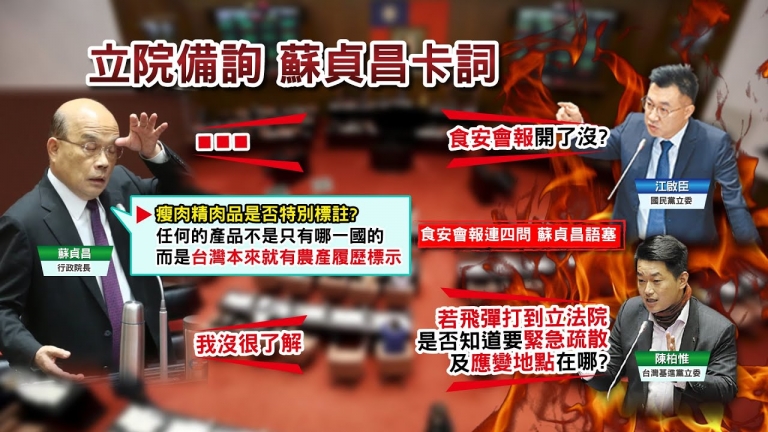 立院備詢 蘇貞昌卡詞
■■■
食安會報開了沒?
江啟臣
國民黨立委
▶瘦肉精肉品是否特別標註?
任何的產品不是只有哪一國的
而是台灣本來就有農產履歷標示
蘇貞昌
行政院長
食安會報連四問 蘇貞昌語塞
我沒很了解
若飛彈打到立法院
是否知道要緊急疏散
及應變地點在哪?
陳柏惟
台灣基進黨立委